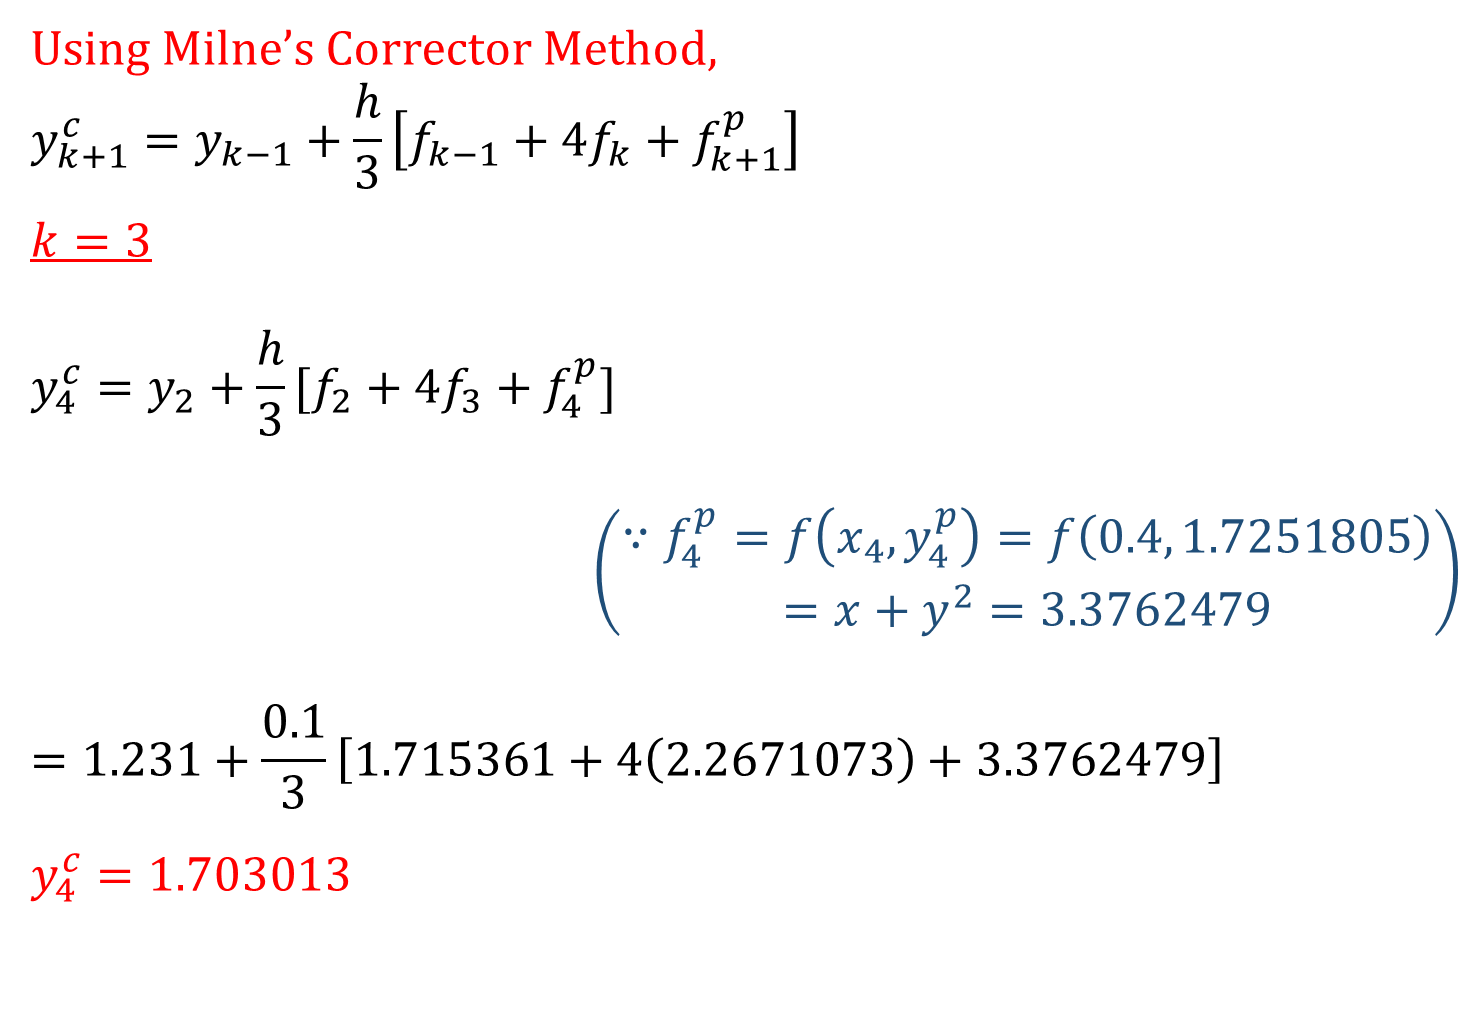 Using Milne’s Corrector Method,
y^c_{k+1} = y_{k−1} + h/3 [f_{k−1} + 4f_k + f^p_{k+1}]
k = 3
y^c_4 = y_2 + h/3 [f_2 + 4f_3 + f^p_4]
(∵ f^p_4 = f(x_4, y^p_4) = f(0.4, 1.7251805)
= x + y^2 = 3.3762479)
= 1.231 + 0.1/3 [1.715361 + 4(2.2671073) + 3.3762479]
y^c_4 = 1.703013